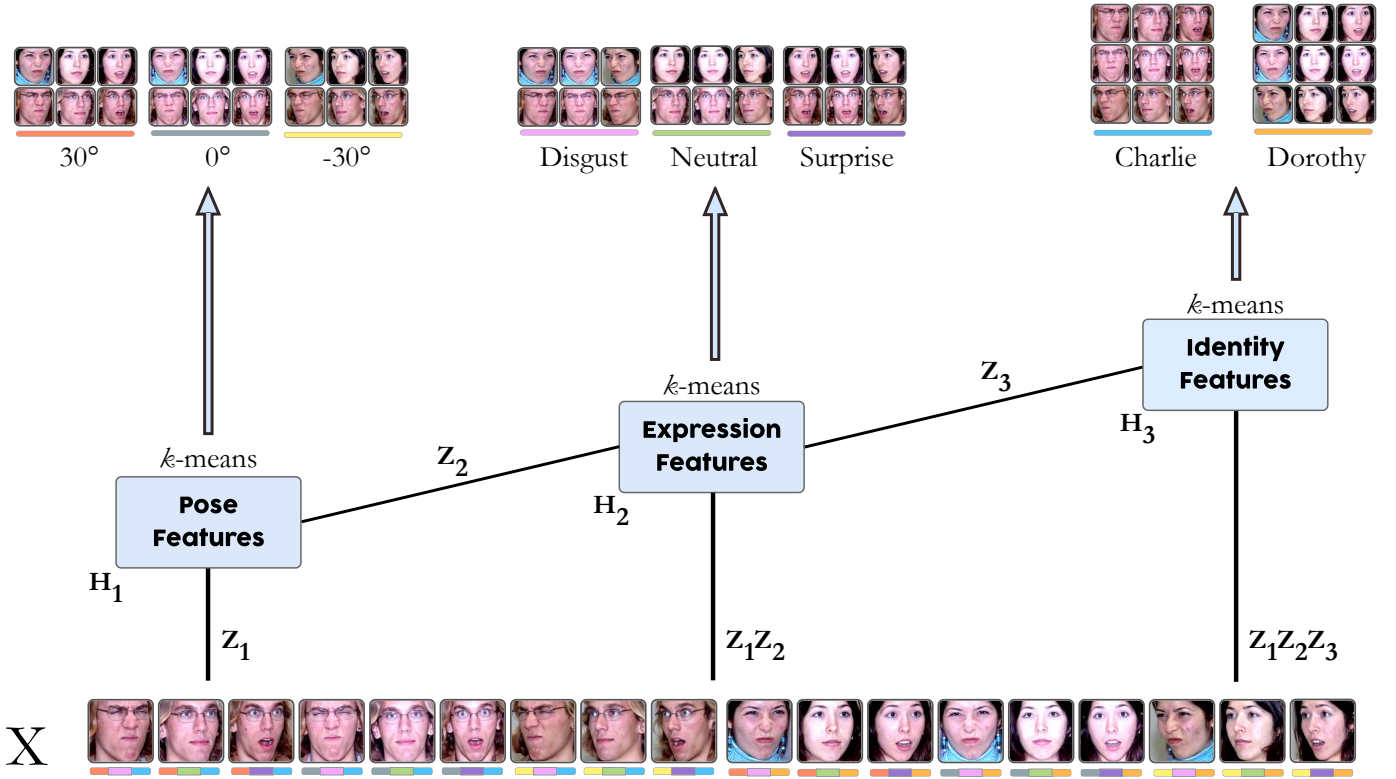 30° 0° -30°
Disgust Neutral Surprise
Charlie Dorothy
k-means
Identity
Features
H3
Z3
k-means
Expression
Features
H2
Z2
k-means
Pose
Features
H1
Z1
Z1Z2
Z1Z2Z3
X